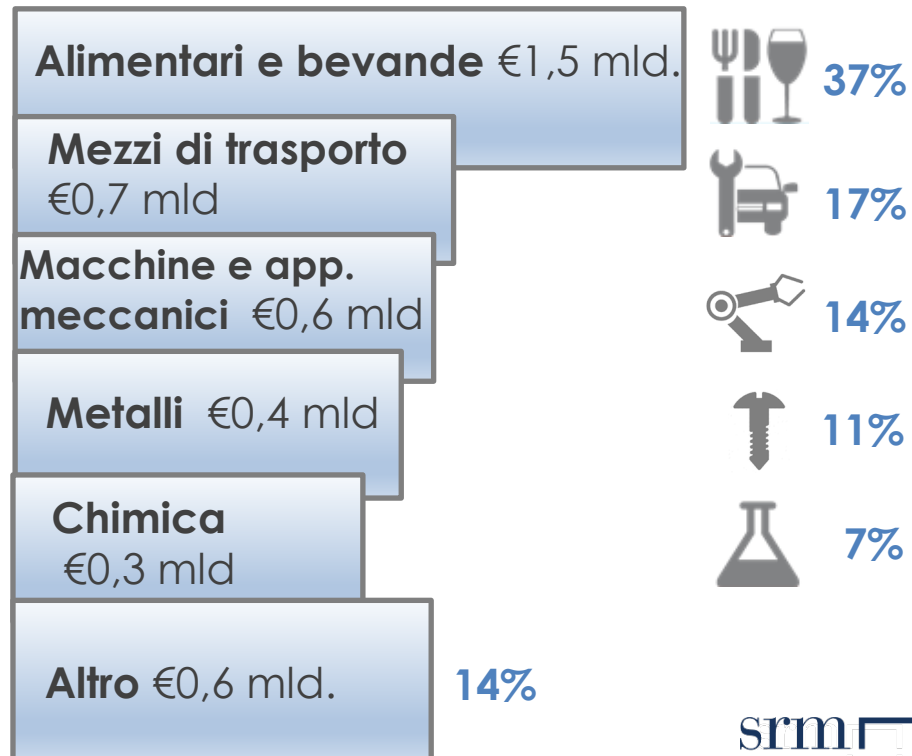 Alimentari e bevande €1,5 mld.
37%
Mezzi di trasporto
€0,7 mld
17%
Macchine e app.
meccanici €0,6 mld
14%
Metalli €0,4 mld
11%
Chimica
€0,3 mld
7%
Altro €0,6 mld.
14%
srm